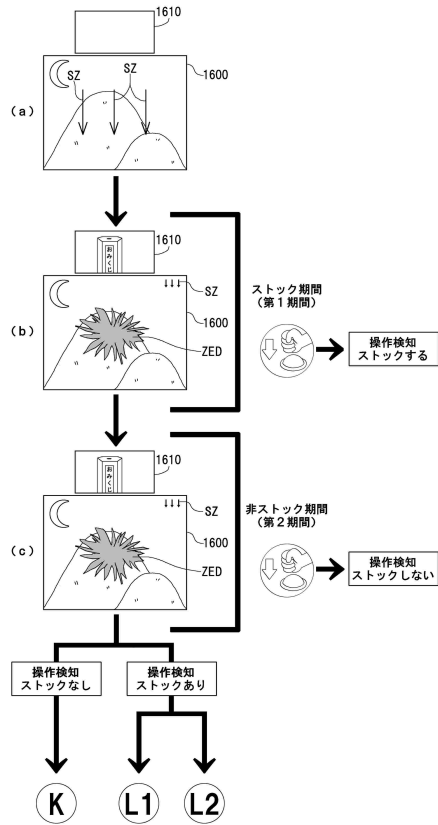 1610
1600
SZ
SZ
(a)
1610
おみくじ
SZ
1600
ZED
(b)
ストック期間
(第1期間)
操作検知
ストックする
1610
おみくじ
SZ
1600
ZED
(c)
非ストック期間
(第2期間)
操作検知
ストックしない
操作検知
ストックなし
操作検知
ストックあり
K
L1
L2